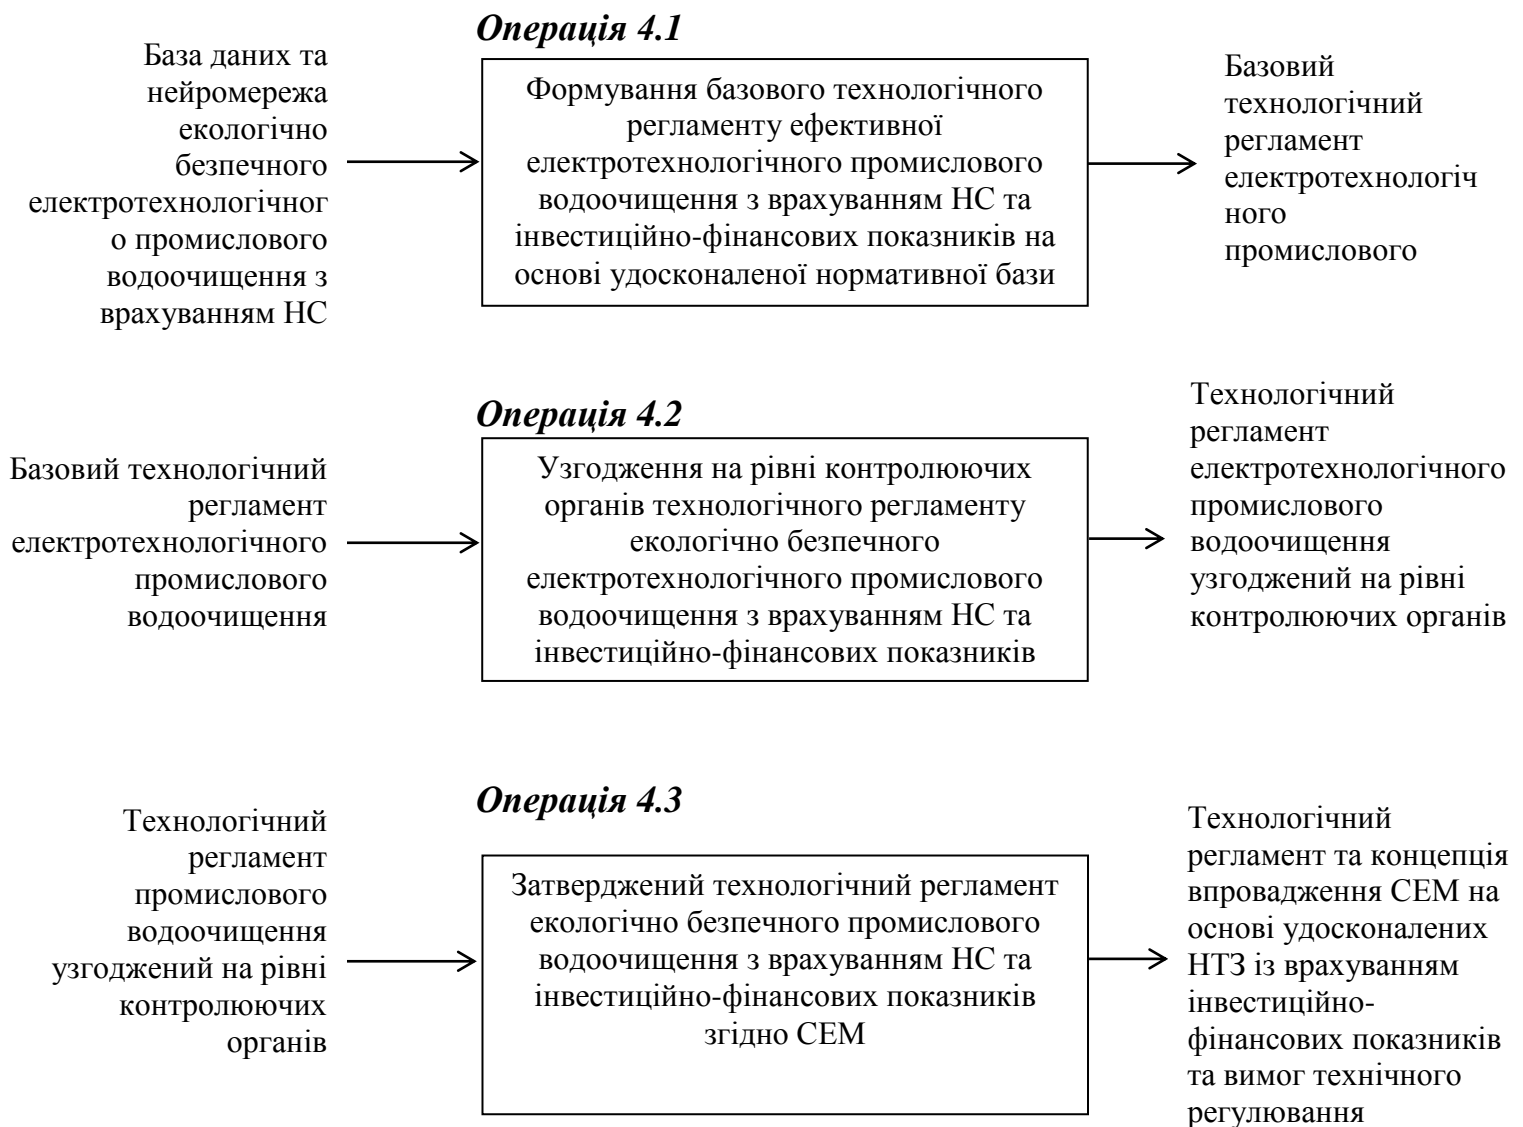 Операція 4.1
База даних та
нейромережа
екологічно
безпечного
електротехнологічног
о промислового
водоочищення з
врахуванням НС
Формування базового технологічного
регламенту ефективної
електротехнологічного промислового
водоочищення з врахуванням НС та
інвестиційно-фінансових показників на
основі удосконаленої нормативної бази
Базовий
технологічний
регламент
електротехнологіч
ного
промислового
Операція 4.2
Базовий технологічний
регламент
електротехнологічного
промислового
водоочищення
Узгодження на рівні контролюючих
органів технологічного регламенту
екологічно безпечного
електротехнологічного промислового
водоочищення з врахуванням НС та
інвестиційно-фінансових показників
Технологічний
регламент
електротехнологічного
промислового
водоочищення
узгоджений на рівні
контролюючих органів
Операція 4.3
Технологічний
регламент
промислового
водоочищення
узгоджений на рівні
контролюючих
органів
Затверджений технологічний регламент
екологічно безпечного промислового
водоочищення з врахуванням НС та
інвестиційно-фінансових показників
згідно СЕМ
Технологічний
регламент та концепція
впровадження СЕМ на
основі удосконалених
НТЗ із врахуванням
інвестиційно-
фінансових показників
та вимог технічного
регулювання